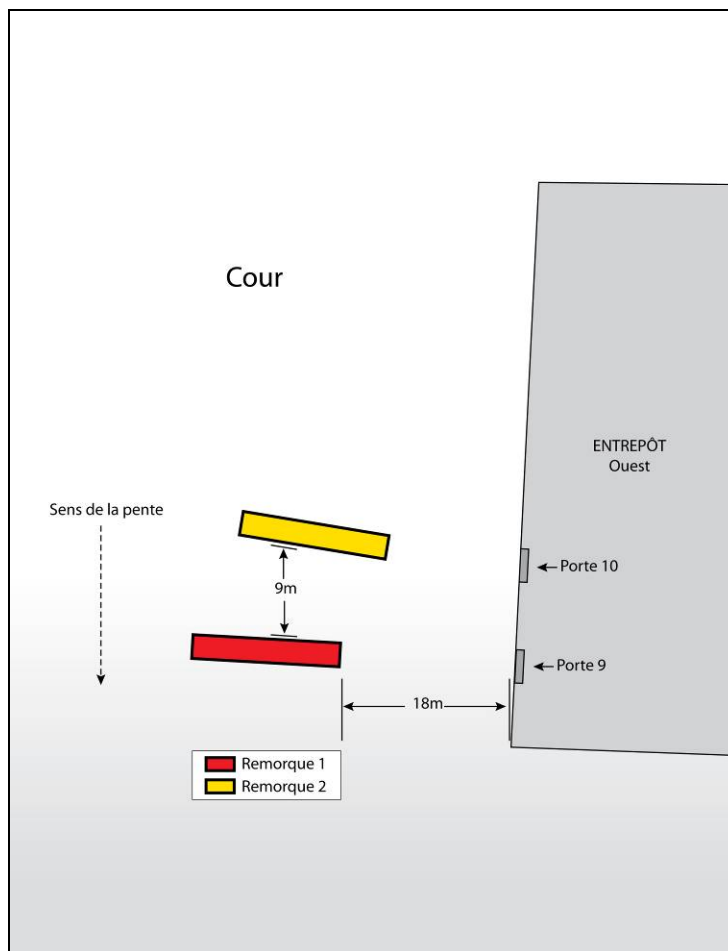 Cour
ENTREPÔT
Ouest
Sens de la pente
Porte 10
9m
Porte 9
18m
Remorque 1
Remorque 2